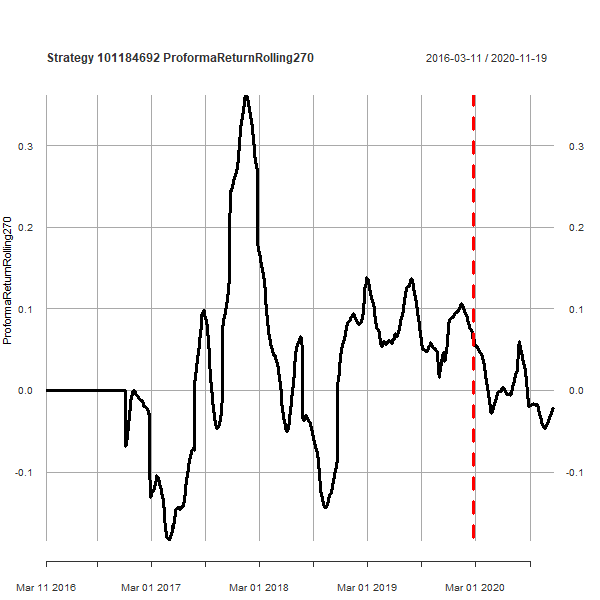 Strategy 101184692 ProformaReturnRolling270
2016-03-11 / 2020-11-19
ProformaReturnRolling270
0.3
0.2
0.1
0.0
-0.1
0.3
0.2
0.1
0.0
-0.1
Mar 11 2016
Mar 01 2017
Mar 01 2018
Mar 01 2019
Mar 01 2020